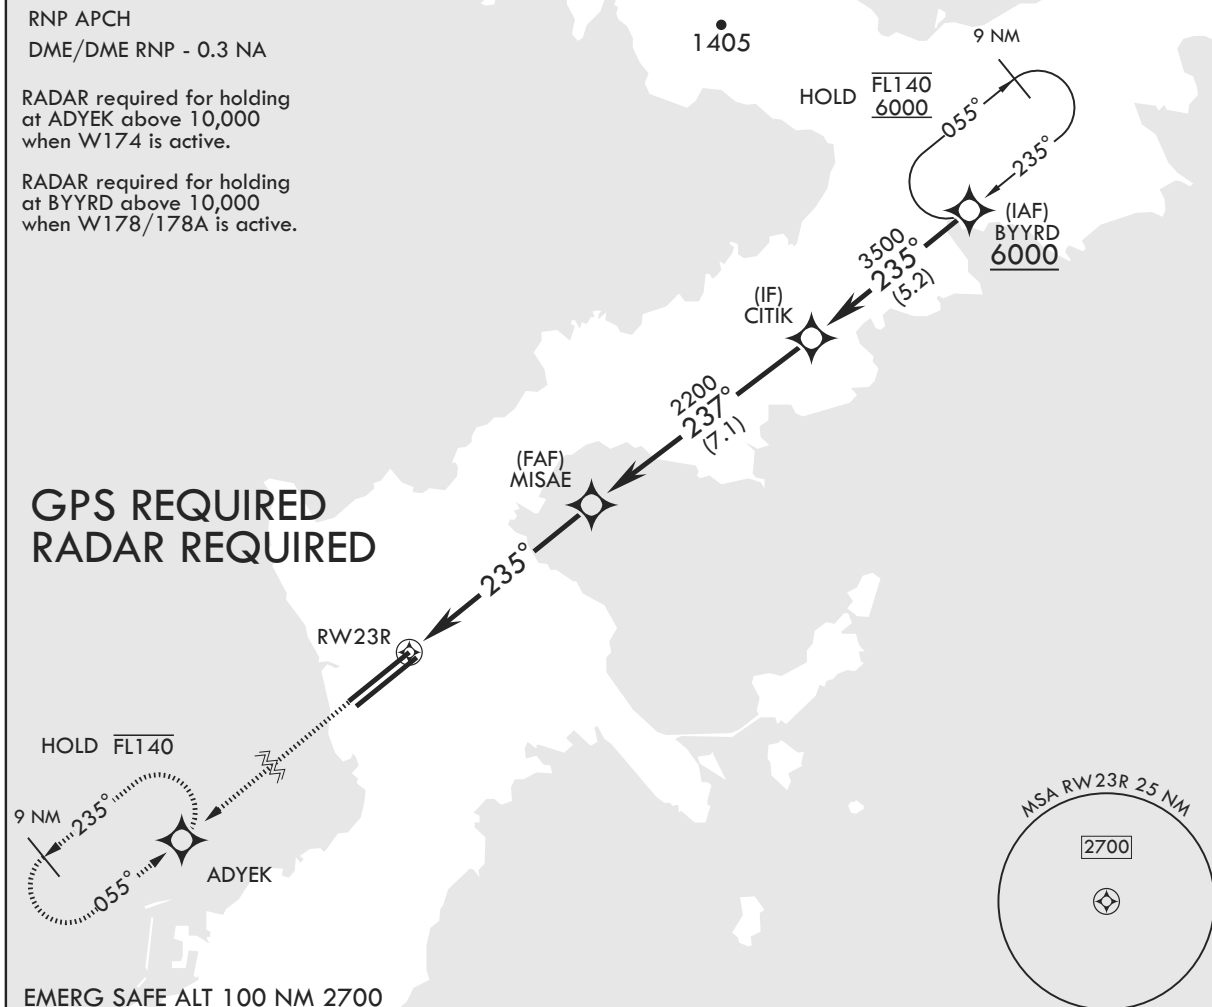 RNP APCH
DME/DME RNP - 0.3 NA
RADAR required for holding
at ADYEK above 10,000
when W174 is active.
RADAR required for holding
at BYYRD above 10,000
when W178/178A is active.
1405
9 NM
HOLD FL140
6000
055°
235°
(IAF)
BYYRD
6000
3500
235°
(5.2)
(IF)
CITIK
2200
237°
(7.1)
(FAF)
MISAE
GPS REQUIRED
RADAR REQUIRED
235°
RW23R
HOLD FL140
9 NM
235°
055°
ADYEK
MSA RW23R 25 NM
2700
EMERG SAFE ALT 100 NM 2700